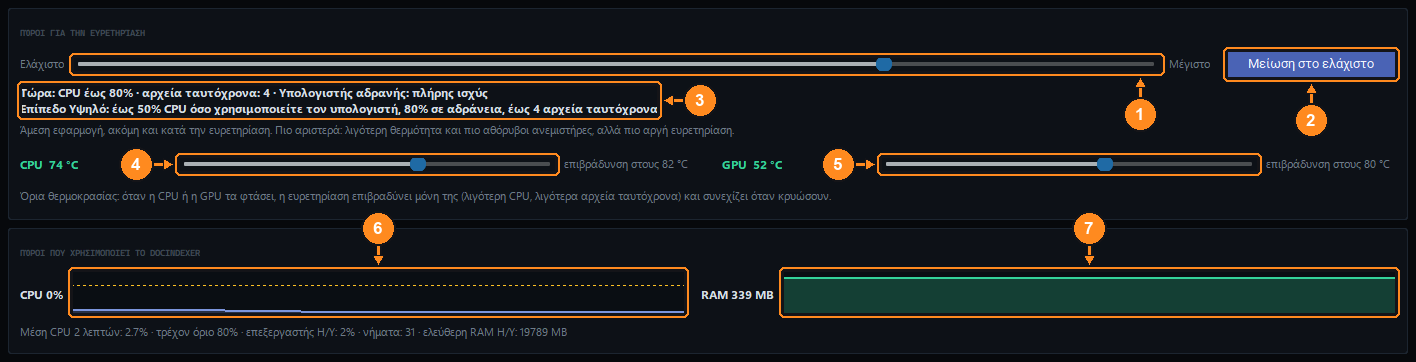 ΠΟΡΟΙ ΓΙΑ ΤΗΝ ΕΥΡΕΤΗΡΙΑΣΗ
Ελάχιστο
Μέγιστο
Μείωση στο ελάχιστο
Τώρα: CPU έως 80% · αρχεία ταυτόχρονα: 4 · Υπολογιστής αδρανής: πλήρης ισχύς
Επίπεδο Υψηλό: έως 50% CPU όσο χρησιμοποιείτε τον υπολογιστή, 80% σε αδράνεια, έως 4 αρχεία ταυτόχρονα
3
1
2
Άμεση εφαρμογή, ακόμη και κατά την ευρετηρίαση. Πιο αριστερά: λιγότερη θερμότητα και πιο αθόρυβοι ανεμιστήρες, αλλά πιο αργή ευρετηρίαση.
CPU 74 °C
4
επιβράδυνση στους 82 °C
GPU 52 °C
5
επιβράδυνση στους 80 °C
Όρια θερμοκρασίας: όταν η CPU ή η GPU τα φτάσει, η ευρετηρίαση επιβραδύνει μόνη της (λιγότερη CPU, λιγότερα αρχεία ταυτόχρονα) και συνεχίζει όταν κρυώσουν.
6
7
ΠΟΡΟΙ ΠΟΥ ΧΡΗΣΙΜΟΠΟΙΕΊ ΤΟ DOCINDEXER
CPU 0%
RAM 339 MB
Μέση CPU 2 λεπτών: 2.7% · τρέχον όριο 80% · επεξεργαστής Η/Υ: 2% · νήματα: 31 · ελεύθερη RAM Η/Υ: 19789 MB